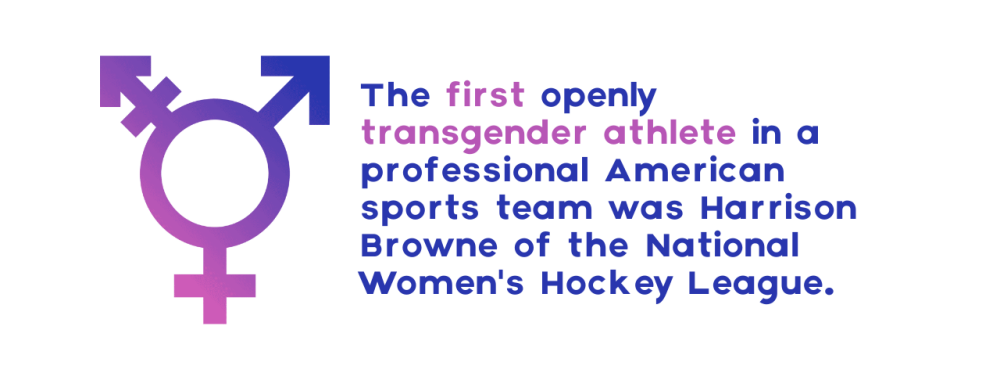 The first openly
transgender athlete in a
professional American
sports team was Harrison
Browne of the National
Women's Hockey League.